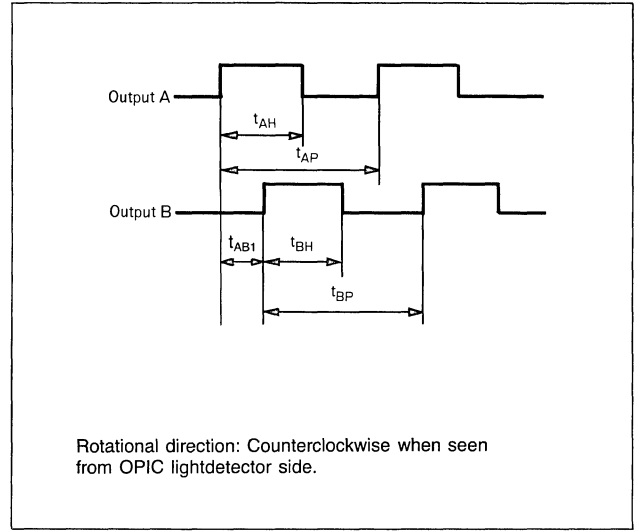 Output A
tAH
tAP
Output B
tAB1 tBH
tBP
Rotational direction: Counterclockwise when seen
from OPIC lightdetector side.